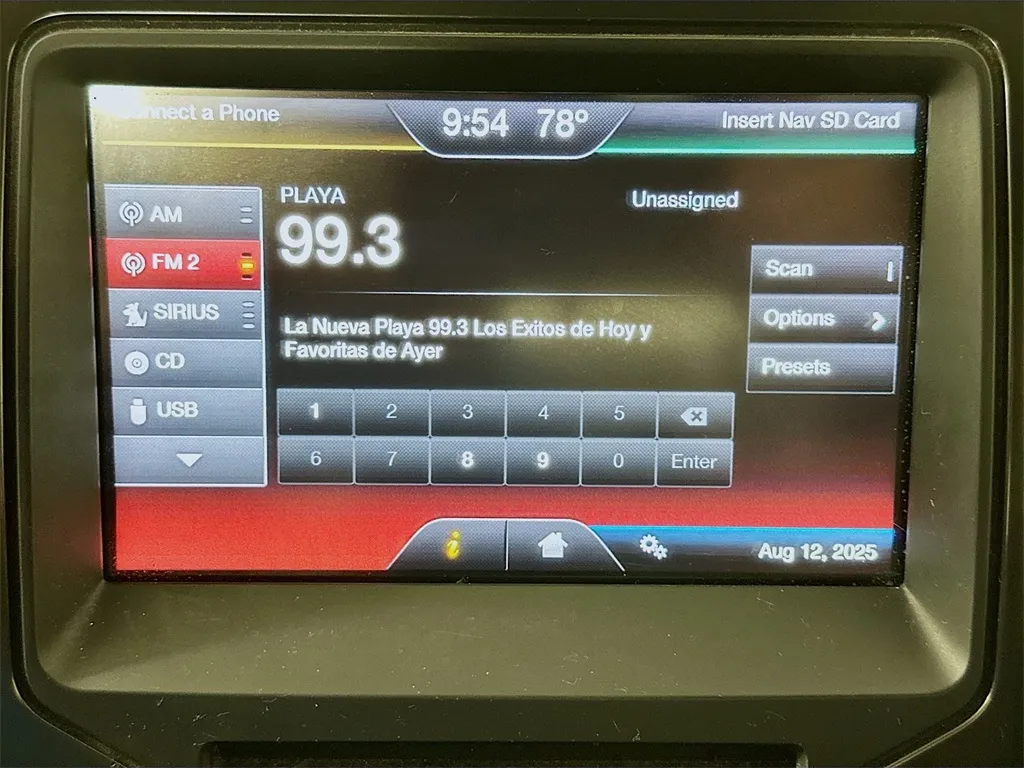 Connect a Phone
9:54 78°
Insert Nav SD Card
AM
FM 2
SIRIUS
CD
USB
PLAYA
99.3
Unassigned
La Nueva Playa 99.3 Los Exitos de Hoy y
Favoritas de Ayer
1 2 3 4 5
6 7 8 9 0 Enter
Scan
Options
Presets
i
Aug 12, 2025